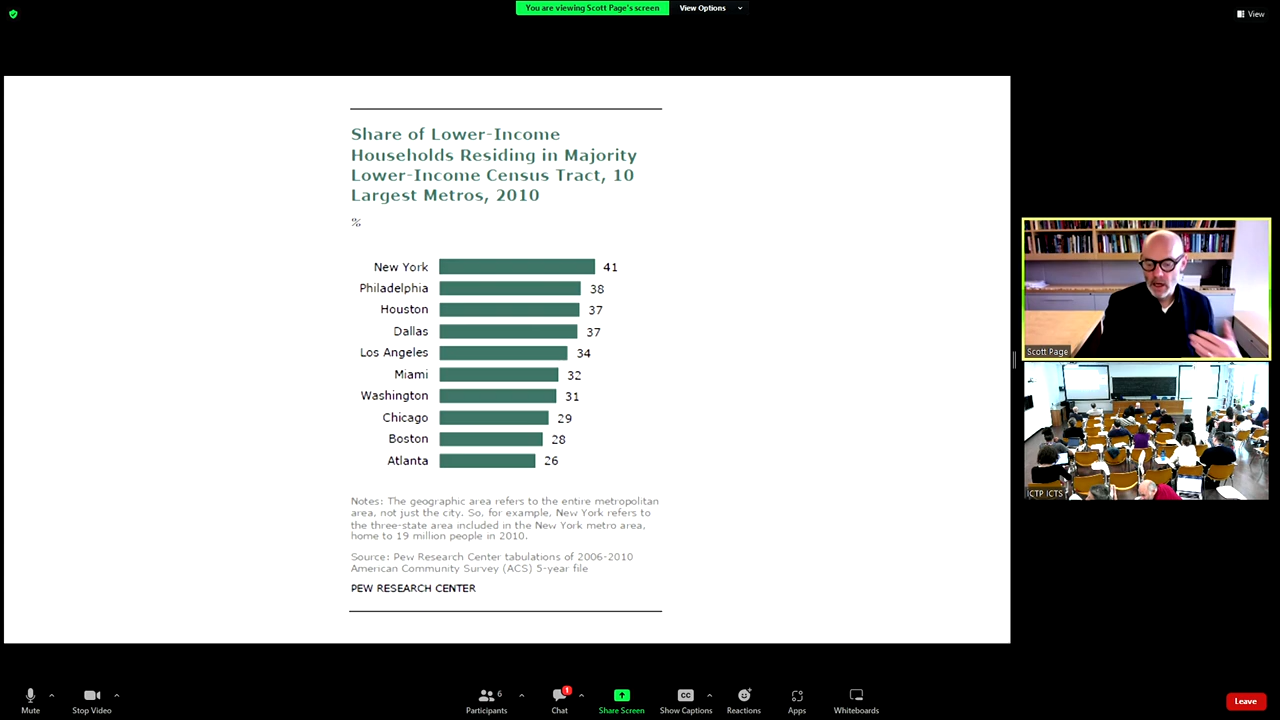 You are viewing Scott Page's screen
View Options
View
Share of Lower-Income
Households Residing in Majority
Lower-Income Census Tract, 10
Largest Metros, 2010
%
New York 41
Philadelphia 38
Houston 37
Dallas 37
Los Angeles 34
Miami 32
Washington 31
Chicago 29
Boston 28
Atlanta 26
Notes: The geographic area refers to the entire metropolitan
area, not just the city. So, for example, New York refers to
the three-state area included in the New York metro area,
home to 19 million people in 2010.
Source: Pew Research Center tabulations of 2006-2010
American Community Survey (ACS) 5-year file
PEW RESEARCH CENTER
Scott Page
ICTP ICTS
Mute
Stop Video
6
Participants
1
Chat
Share Screen
CC
Show Captions
Reactions
Apps
Whiteboards
Leave